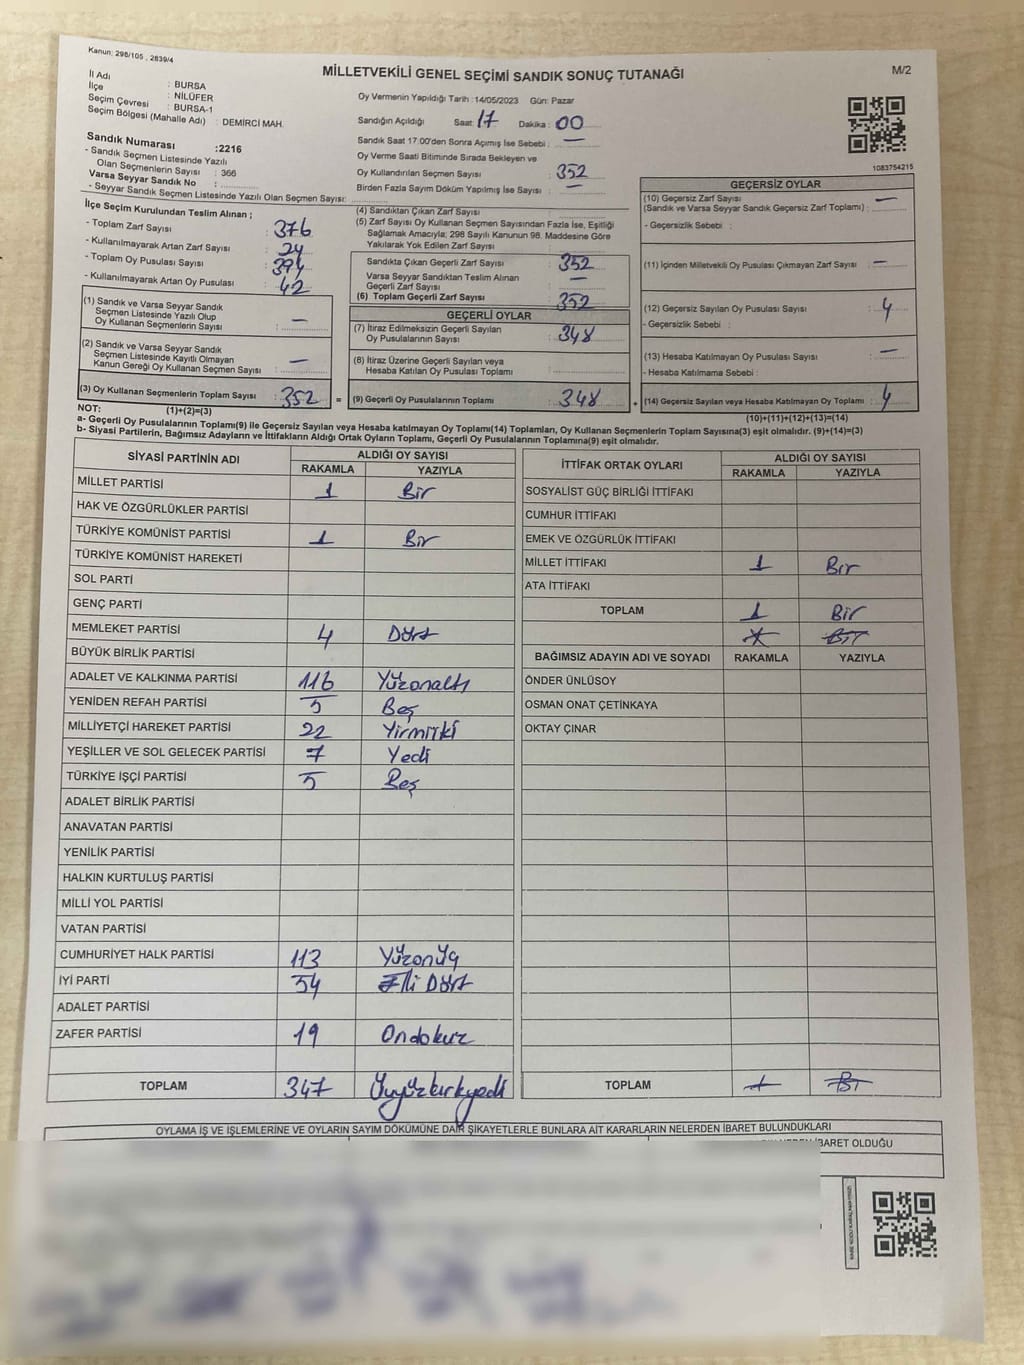 Kanun: 298/105 , 2839/4
MİLLETVEKİLİ GENEL SEÇİMİ SANDIK SONUÇ TUTANAĞI
M/2
İl Adı : BURSA
İlçe : NİLÜFER
Seçim Çevresi : BURSA-1
Seçim Bölgesi (Mahalle Adı) : DEMİRCİ MAH.
Oy Vermenin Yapıldığı Tarih :14/05/2023 Gün: Pazar
Sandığın Açıldığı Saat: 17 Dakika : 00
Sandık Saat 17:00'den Sonra Açımış İse Sebebi : —
Oy Verme Saati Bitiminde Sırada Bekleyen ve
Oy Kullandırılan Seçmen Sayısı : 352
Birden Fazla Sayım Döküm Yapılmış İse Sayısı : —
1083754215
Sandık Numarası :2216
- Sandık Seçmen Listesinde Yazılı
Olan Seçmenlerin Sayısı : 366
Varsa Seyyar Sandık No :
- Seyyar Sandık Seçmen Listesinde Yazılı Olan Seçmen Sayısı:
İlçe Seçim Kurulundan Teslim Alınan ;
- Toplam Zarf Sayısı : 376
- Kullanılmayarak Artan Zarf Sayısı : 24
- Toplam Oy Pusulası Sayısı : 394
- Kullanılmayarak Artan Oy Pusulası : 42
(1) Sandık ve Varsa Seyyar Sandık
Seçmen Listesinde Yazılı Olup
Oy Kullanan Seçmenlerin Sayısı : —
(2) Sandık ve Varsa Seyyar Sandık
Seçmen Listesinde Kayıtlı Olmayan
Kanun Gereği Oy Kullanan Seçmen Sayısı : —
(3) Oy Kullanan Seçmenlerin Toplam Sayısı : 352 =
(4) Sandıktan Çıkan Zarf Sayısı :
(5) Zarf Sayısı Oy Kullanan Seçmen Sayısından Fazla İse, Eşitliği
Sağlamak Amacıyla; 298 Sayılı Kanunun 98. Maddesine Göre
Yakılarak Yok Edilen Zarf Sayısı :
Sandıkta Çıkan Geçerli Zarf Sayısı : 352
Varsa Seyyar Sandıktan Teslim Alınan
Geçerli Zarf Sayısı : —
(6) Toplam Geçerli Zarf Sayısı : 352
GEÇERLİ OYLAR
(7) İtiraz Edilmeksizin Geçerli Sayılan
Oy Pusulalarının Sayısı : 348
(8) İtiraz Üzerine Geçerli Sayılan veya
Hesaba Katılan Oy Pusulası Toplamı :
(9) Geçerli Oy Pusulalarının Toplamı : 348 +
GEÇERSİZ OYLAR
(10) Geçersiz Zarf Sayısı —
(Sandık ve Varsa Seyyar Sandık Geçersiz Zarf Toplamı) :
- Geçersizlik Sebebi :
(11) İçinden Milletvekili Oy Pusulası Çıkmayan Zarf Sayısı : —
(12) Geçersiz Sayılan Oy Pusulası Sayısı : 4
- Geçersizlik Sebebi :
(13) Hesaba Katılmayan Oy Pusulası Sayısı : —
- Hesaba Katılmama Sebebi :
(14) Geçersiz Sayılan veya Hesaba Katılmayan Oy Toplamı : 4
NOT: (1)+(2)=(3) (10)+(11)+(12)+(13)=(14)
a- Geçerli Oy Pusulalarının Toplamı(9) ile Geçersiz Sayılan veya Hesaba katılmayan Oy Toplamı(14) Toplamları, Oy Kullanan Seçmenlerin Toplam Sayısına(3) eşit olmalıdır. (9)+(14)=(3)
b- Siyasi Partilerin, Bağımsız Adayların ve İttifakların Aldığı Ortak Oyların Toplamı, Geçerli Oy Pusulalarının Toplamına(9) eşit olmalıdır.
SİYASİ PARTİNİN ADI ALDIĞI OY SAYISI
RAKAMLA YAZIYLA
MİLLET PARTİSİ 1 Bir
HAK VE ÖZGÜRLÜKLER PARTİSİ
TÜRKİYE KOMÜNİST PARTİSİ 1 Bir
TÜRKİYE KOMÜNİST HAREKETİ
SOL PARTİ
GENÇ PARTİ
MEMLEKET PARTİSİ 4 Dört
BÜYÜK BİRLİK PARTİSİ
ADALET VE KALKINMA PARTİSİ 116 Yüzonaltı
YENİDEN REFAH PARTİSİ 5 Beş
MİLLİYETÇİ HAREKET PARTİSİ 22 Yirmiiki
YEŞİLLER VE SOL GELECEK PARTİSİ 7 Yedi
TÜRKİYE İŞÇİ PARTİSİ 5 Beş
ADALET BİRLİK PARTİSİ
ANAVATAN PARTİSİ
YENİLİK PARTİSİ
HALKIN KURTULUŞ PARTİSİ
MİLLİ YOL PARTİSİ
VATAN PARTİSİ
CUMHURİYET HALK PARTİSİ 113 Yüzonüç
İYİ PARTİ 54 Elli Dört
ADALET PARTİSİ
ZAFER PARTİSİ 19 Ondokuz
TOPLAM 347 Üçyüzkırkyedi
İTTİFAK ORTAK OYLARI ALDIĞI OY SAYISI
RAKAMLA YAZIYLA
SOSYALİST GÜÇ BİRLİĞİ İTTİFAKI
CUMHUR İTTİFAKI
EMEK VE ÖZGÜRLÜK İTTİFAKI
MİLLET İTTİFAKI 1 Bir
ATA İTTİFAKI
TOPLAM 1 Bir
1 Bir
BAĞIMSIZ ADAYIN ADI VE SOYADI RAKAMLA YAZIYLA
ÖNDER ÜNLÜSOY
OSMAN ONAT ÇETİNKAYA
OKTAY ÇINAR
TOPLAM 1 Bir
OYLAMA İŞ VE İŞLEMLERİNE VE OYLARIN SAYIM DÖKÜMÜNE DAİR ŞİKAYETLERLE BUNLARA AİT KARARLARIN NELERDEN İBARET BULUNDUKLARI
İBARET OLDUĞU